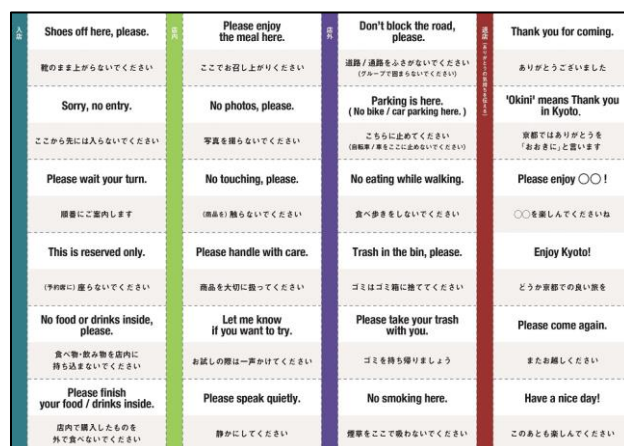 入店
Shoes off here, please.
靴のまま上がらないでください
Sorry, no entry.
ここから先には入らないでください
Please wait your turn.
順番にご案内します
This is reserved only.
(予約席に) 座らないでください
No food or drinks inside,
please.
食べ物・飲み物を店内に
持ち込まないでください
Please finish
your food / drinks inside.
店内で購入したものを
外で食べないでください
店内
Please enjoy
the meal here.
ここでお召し上がりください
No photos, please.
写真を撮らないでください
No touching, please.
(商品を) 触らないでください
Please handle with care.
商品を大切に扱ってください
Let me know
if you want to try.
お試しの際は一声かけてください
Please speak quietly.
静かにしてください
店外
Don't block the road,
please.
道路 / 通路をふさがないでください
(グループで固まらないでください)
Parking is here.
( No bike / car parking here. )
こちらに止めてください
(自転車 / 車をここに止めないでください)
No eating while walking.
食べ歩きをしないでください
Trash in the bin, please.
ゴミはゴミ箱に捨ててください
Please take your trash
with you.
ゴミを持ち帰りましょう
No smoking here.
煙草をここで吸わないでください
退店 (ありがとうの気持ちを伝える)
Thank you for coming.
ありがとうございました
'Okini' means Thank you
in Kyoto.
京都ではありがとうを
「おおきに」と言います
Please enjoy ○○ !
○○を楽しんでくださいね
Enjoy Kyoto!
どうか京都での良い旅を
Please come again.
またお越しください
Have a nice day!
このあとも楽しんでください